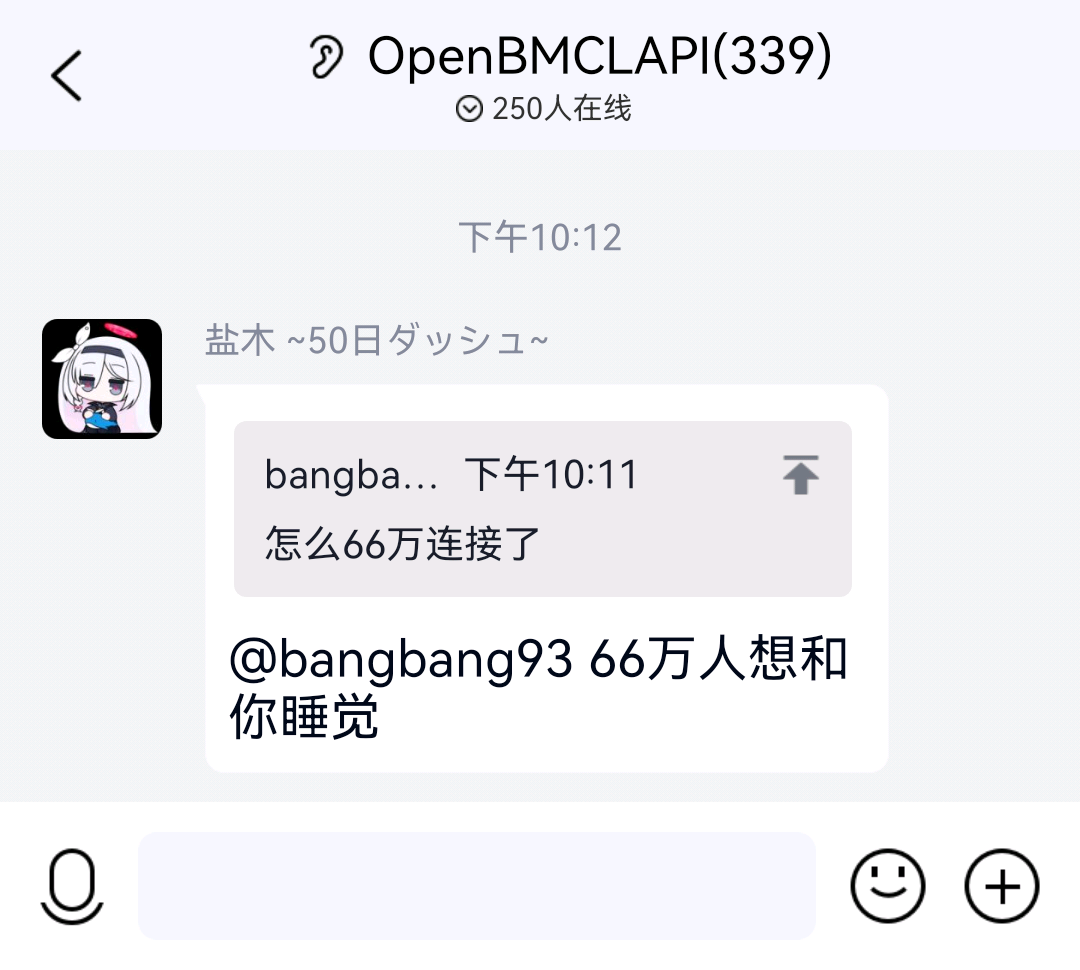 OpenBMCLAPI(339)
250人在线
下午10:12
盐木 ~50日ダッシュ~
bangba... 下午10:11
怎么66万连接了
@bangbang93 66万人想和
你睡觉